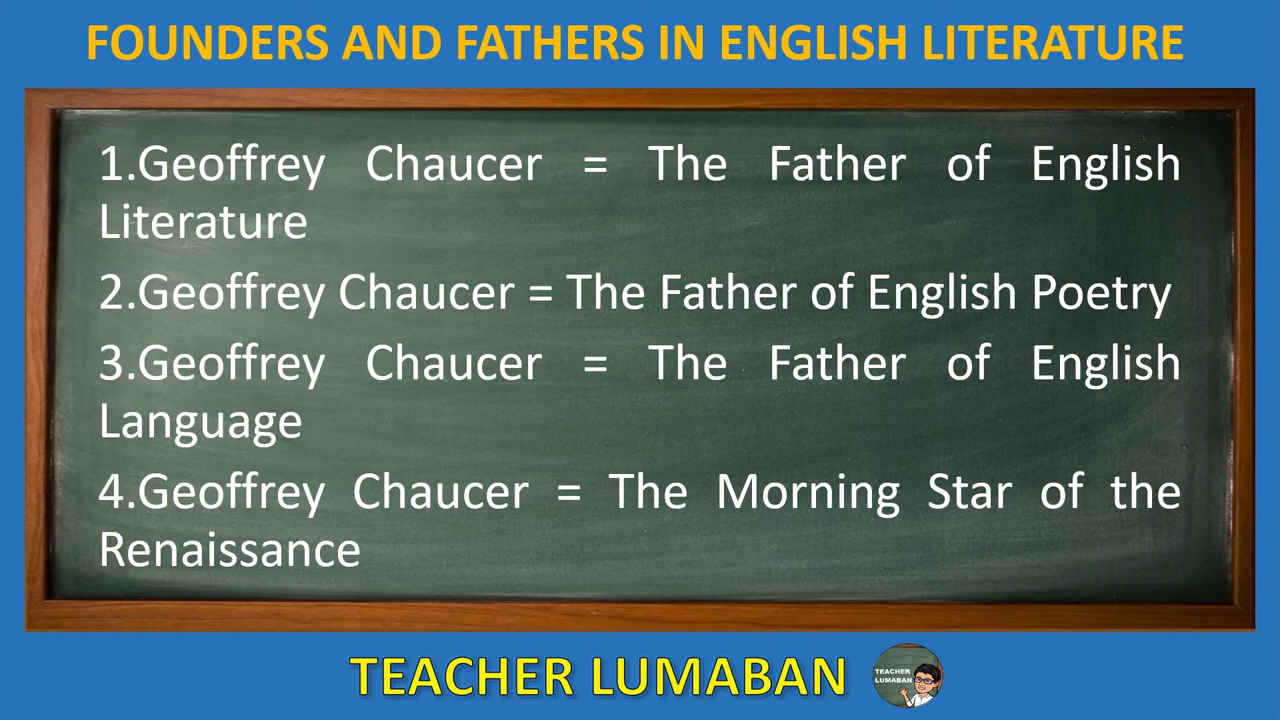 FOUNDERS AND FATHERS IN ENGLISH LITERATURE
1.Geoffrey Chaucer = The Father of English
Literature
2.Geoffrey Chaucer = The Father of English Poetry
3.Geoffrey Chaucer = The Father of English
Language
4.Geoffrey Chaucer = The Morning Star of the
Renaissance
TEACHER LUMABAN
TEACHER
LUMABAN